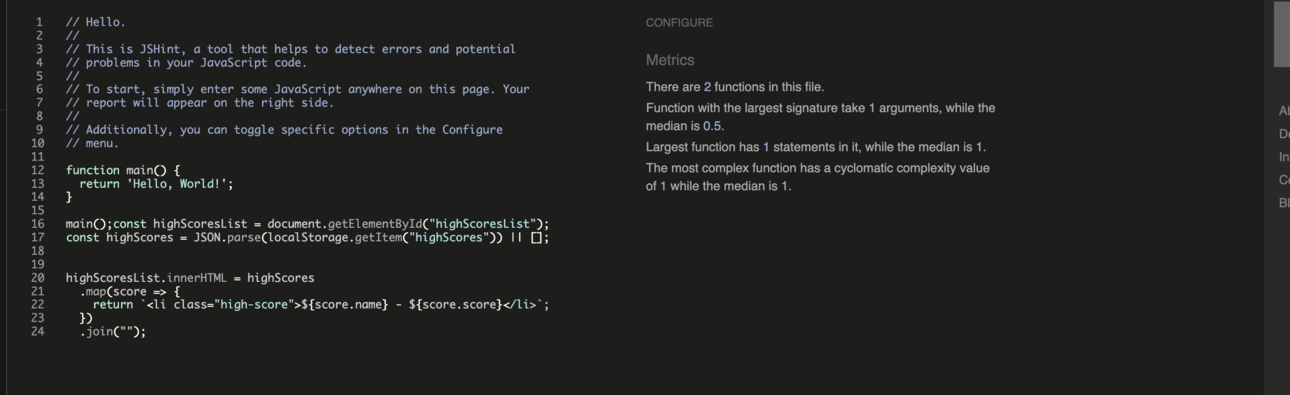 1 // Hello.
2 //
3 // This is JSHint, a tool that helps to detect errors and potential
4 // problems in your JavaScript code.
5 //
6 // To start, simply enter some JavaScript anywhere on this page. Your
7 // report will appear on the right side.
8 //
9 // Additionally, you can toggle specific options in the Configure
10 // menu.
11
12 function main() {
13   return 'Hello, World!';
14 }
15
16 main();const highScoresList = document.getElementById("highScoresList");
17 const highScores = JSON.parse(localStorage.getItem("highScores")) || [];
18
19
20 highScoresList.innerHTML = highScores
21   .map(score => {
22     return `<li class="high-score">${score.name} - ${score.score}</li>`;
23   })
24   .join("");
CONFIGURE
Metrics
There are 2 functions in this file.
Function with the largest signature take 1 arguments, while the
median is 0.5.
Largest function has 1 statements in it, while the median is 1.
The most complex function has a cyclomatic complexity value
of 1 while the median is 1.